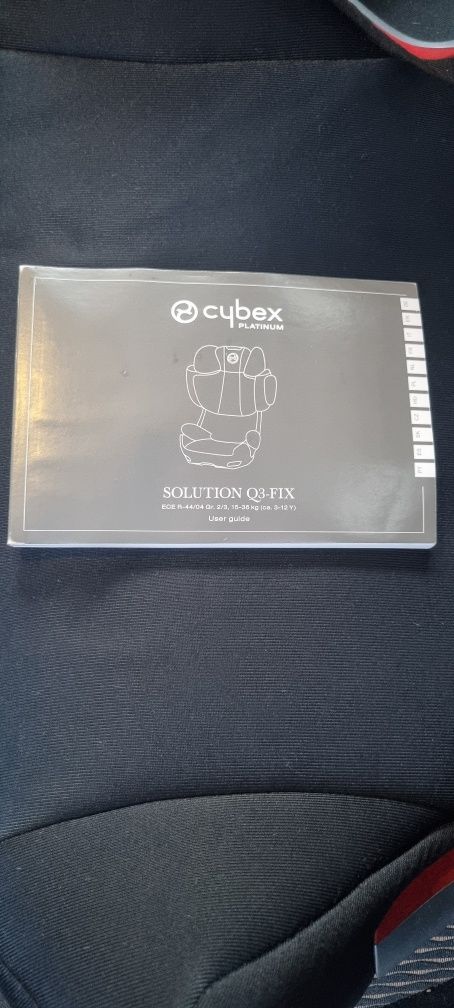 cybex
PLATINUM
SOLUTION Q3-FIX
ECE R-44/04 Gr. 2/3, 15-36 kg (ca. 3-12 Y)
User guide